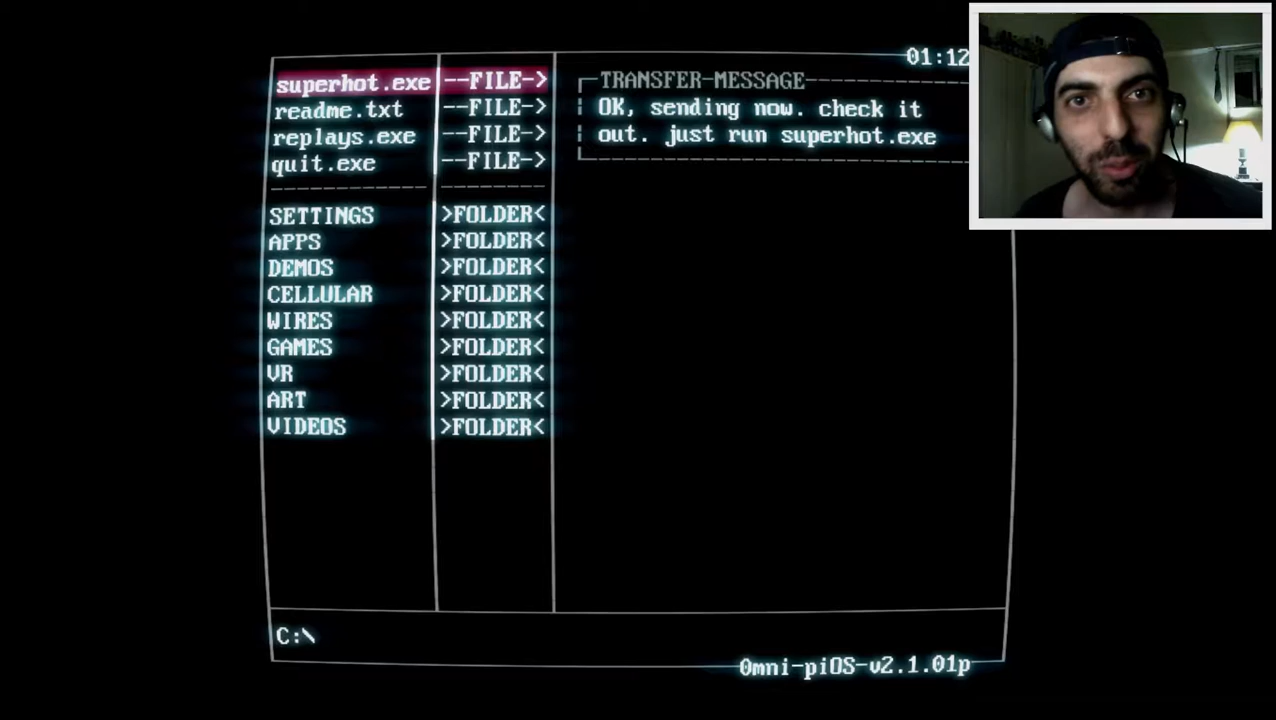 01:12
superhot.exe --FILE->
readme.txt --FILE->
replays.exe --FILE->
quit.exe --FILE->
SETTINGS >FOLDER<
APPS >FOLDER<
DEMOS >FOLDER<
CELLULAR >FOLDER<
WIRES >FOLDER<
GAMES >FOLDER<
VR >FOLDER<
ART >FOLDER<
VIDEOS >FOLDER<
TRANSFER-MESSAGE
OK, sending now. check it
out. just run superhot.exe
C:\
Omni-piOS-v2.1.01p